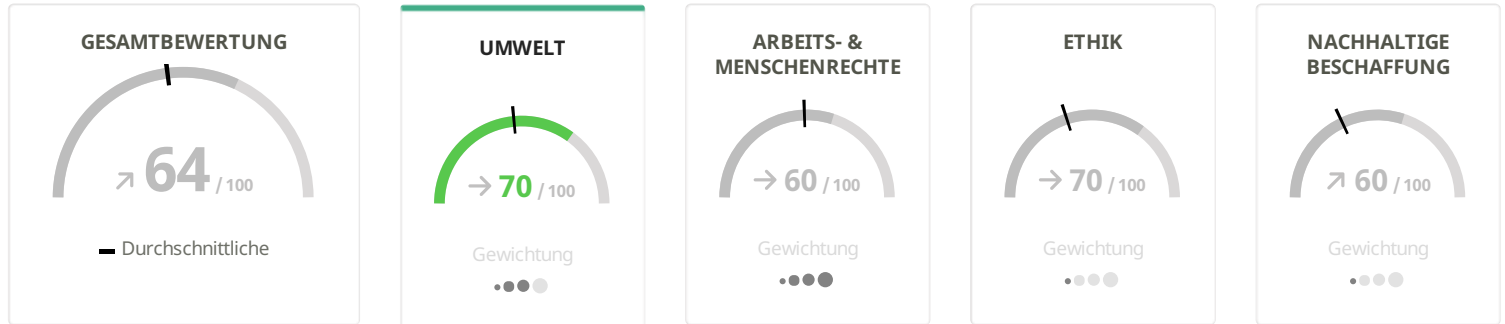 GESAMTBEWERTUNG
64 / 100
Durchschnittliche
UMWELT
70 / 100
Gewichtung
ARBEITS- &
MENSCHENRECHTE
60 / 100
Gewichtung
ETHIK
70 / 100
Gewichtung
NACHHALTIGE
BESCHAFFUNG
60 / 100
Gewichtung